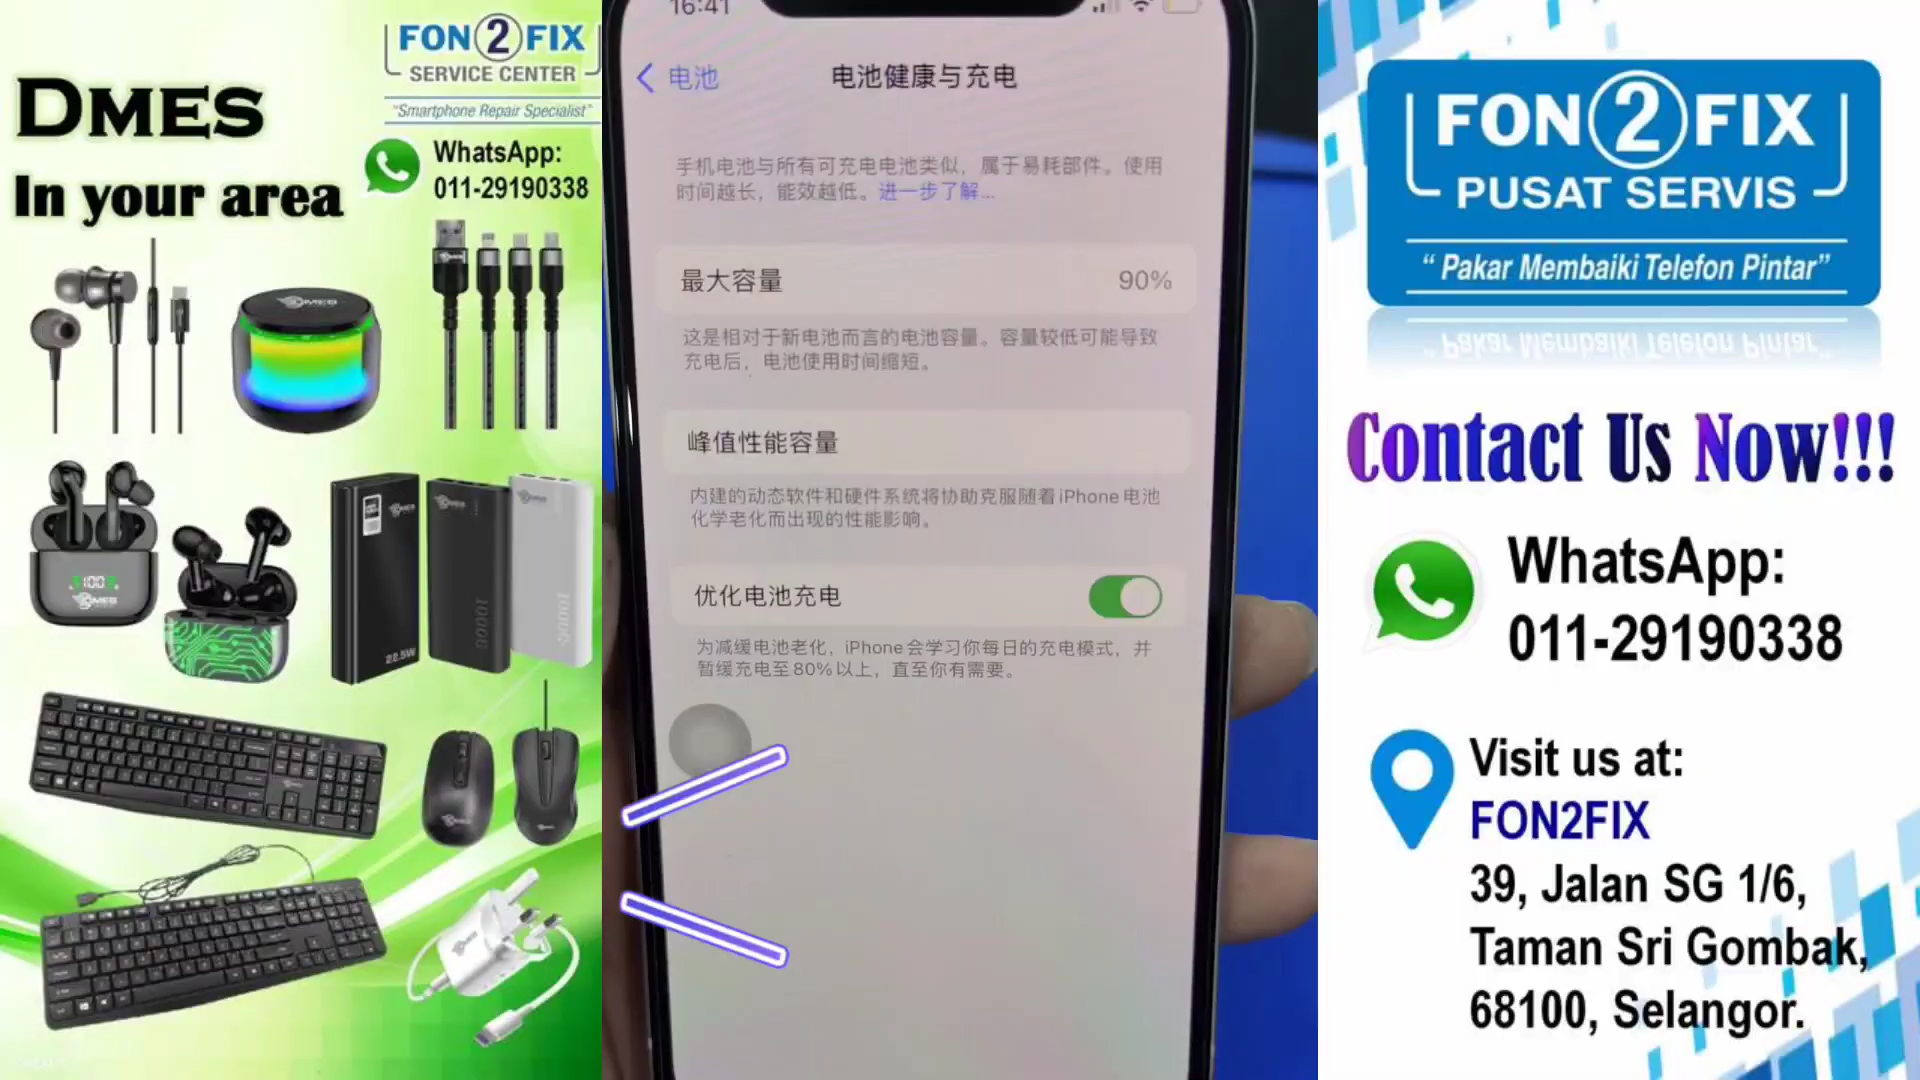 DMES
In your area
FON 2 FIX
SERVICE CENTER
"Smartphone Repair Specialist"
WhatsApp:
011-29190338
100
DMES
22.5W
16:41
电池
电池健康与充电
手机电池与所有可充电电池类似，属于易耗部件。使用
时间越长，能效越低。进一步了解...
最大容量
90%
这是相对于新电池而言的电池容量。容量较低可能导致
充电后，电池使用时间缩短。
峰值性能容量
内建的动态软件和硬件系统将协助克服随着iPhone电池
化学老化而出现的性能影响。
优化电池充电
为减缓电池老化，iPhone会学习你每日的充电模式，并
暂缓充电至80%以上，直至你有需要。
FON 2 FIX
PUSAT SERVIS
“ Pakar Membaiki Telefon Pintar”
Contact Us Now!!!
WhatsApp:
011-29190338
Visit us at:
FON2FIX
39, Jalan SG 1/6,
Taman Sri Gombak,
68100, Selangor.